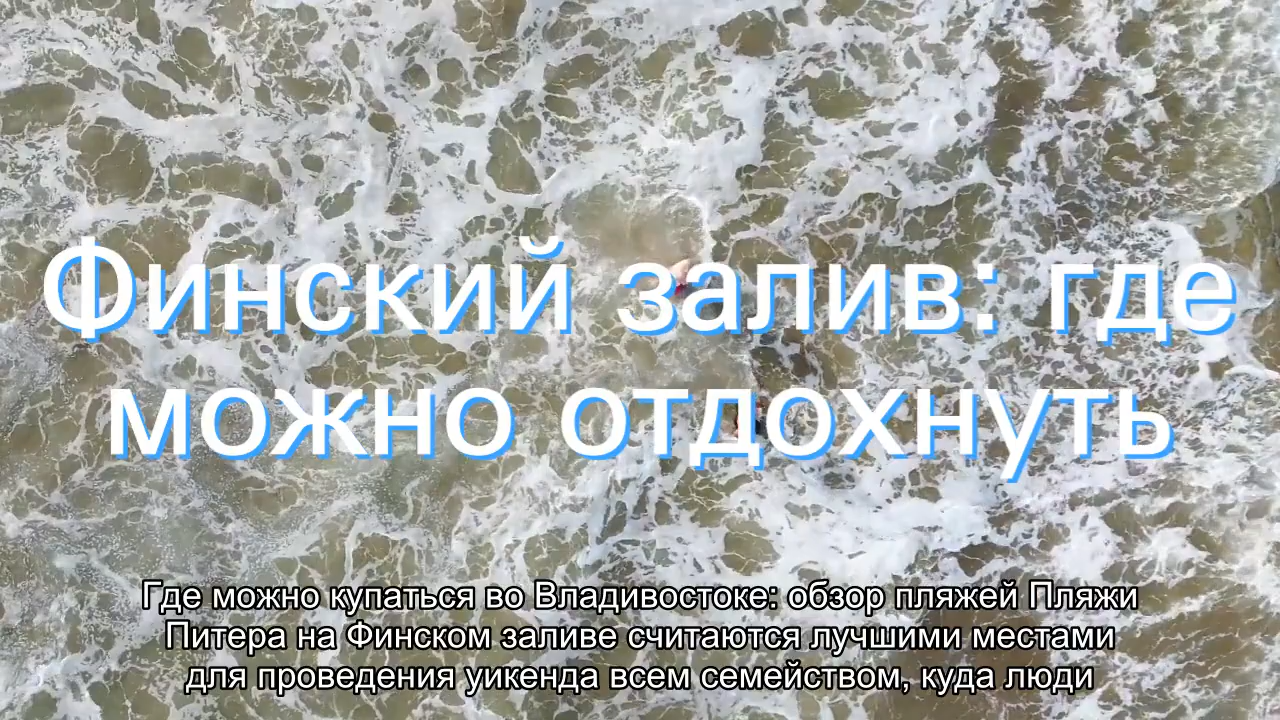 Финский залив: где
можно отдохнуть
Где можно купаться во Владивостоке: обзор пляжей Пляжи
Питера на Финском заливе считаются лучшими местами
для проведения уикенда всем семейством, куда люди